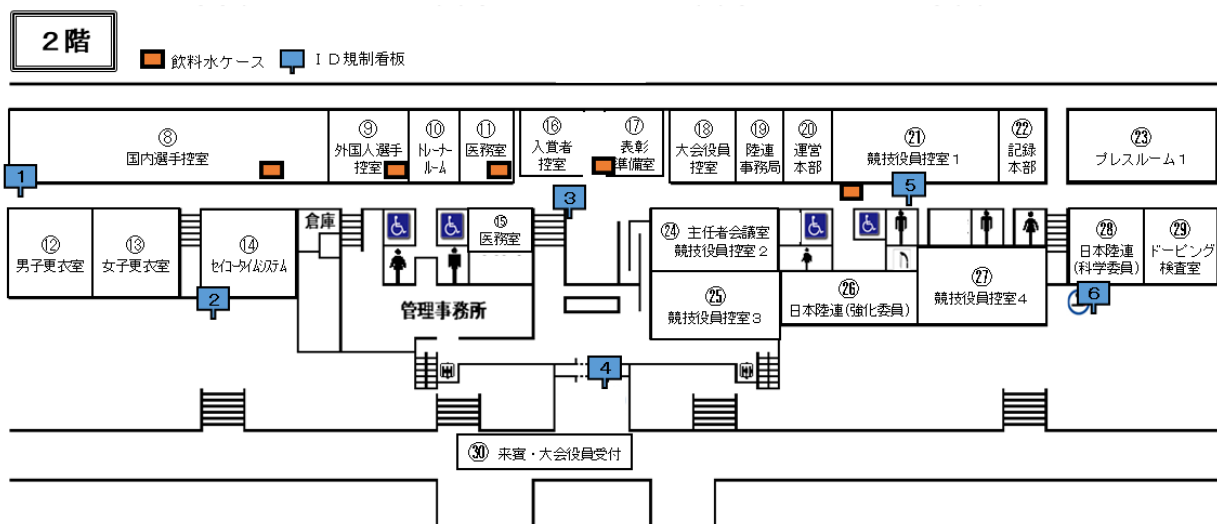 ２階
飲料水ケース
ＩＤ規制看板
⑧
国内選手控室
⑨
外国人選手
控室
⑩
トレーナー
ルーム
⑪
医務室
⑯
入賞者
控室
⑰
表彰
準備室
⑱
大会役員
控室
⑲
陸連
事務局
⑳
運営
本部
㉑
競技役員控室１
㉒
記録
本部
㉓
プレスルーム１
1
3
5
⑫
男子更衣室
⑬
女子更衣室
⑭
セイコータイムシステム
倉庫
⑮
医務室
㉔ 主任者会議室
競技役員控室２
㉕
競技役員控室３
㉖
日本陸連(強化委員)
㉗
競技役員控室４
㉘
日本陸連
(科学委員)
㉙
ドーピング
検査室
2
管理事務所
6
4
㉚ 来賓・大会役員受付